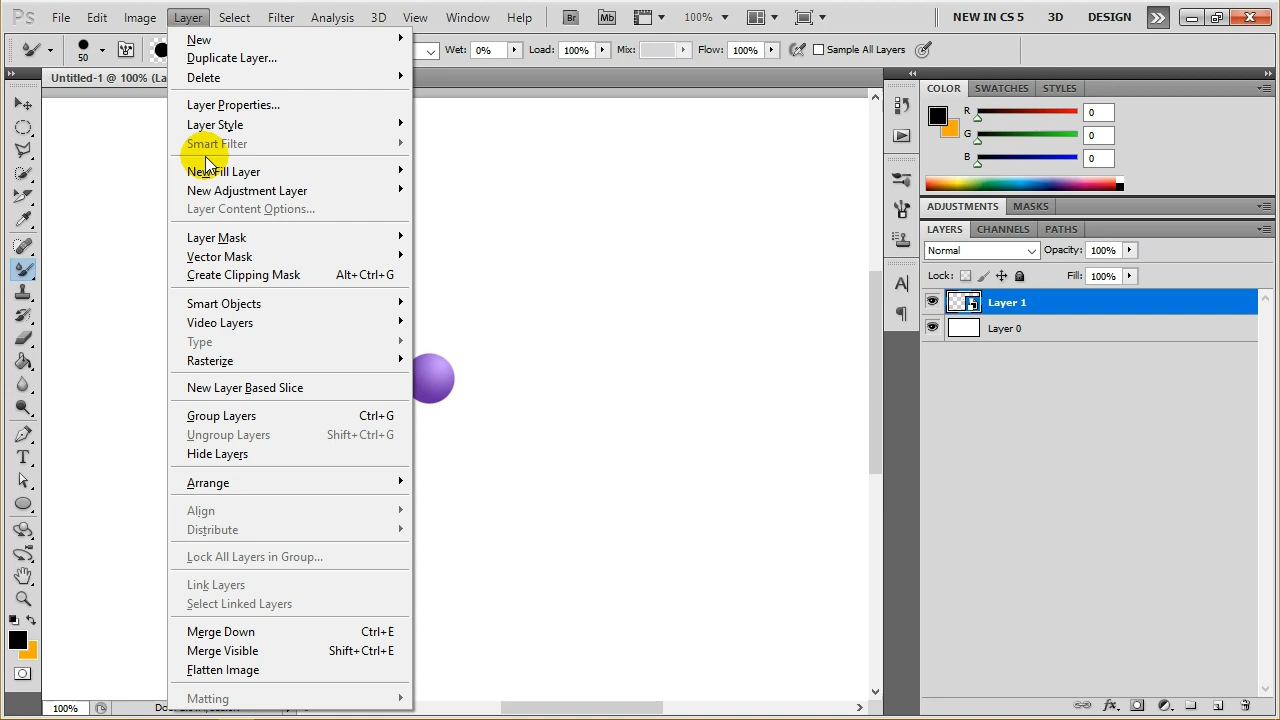 Ps File Edit Image Layer Select Filter Analysis 3D View Window Help Br Mb 100% NEW IN CS 5 3D DESIGN
50 Wet: 0% Load: 100% Mix: Flow: 100% Sample All Layers
Untitled-1 @ 100% (La
New
Duplicate Layer...
Delete
Layer Properties...
Layer Style
Smart Filter
New Fill Layer
New Adjustment Layer
Layer Content Options...
Layer Mask
Vector Mask
Create Clipping Mask Alt+Ctrl+G
Smart Objects
Video Layers
Type
Rasterize
New Layer Based Slice
Group Layers Ctrl+G
Ungroup Layers Shift+Ctrl+G
Hide Layers
Arrange
Align
Distribute
Lock All Layers in Group...
Link Layers
Select Linked Layers
Merge Down Ctrl+E
Merge Visible Shift+Ctrl+E
Flatten Image
Matting
100%
COLOR SWATCHES STYLES
R 0
G 0
B 0
ADJUSTMENTS MASKS
LAYERS CHANNELS PATHS
Normal Opacity: 100%
Lock: Fill: 100%
Layer 1
Layer 0